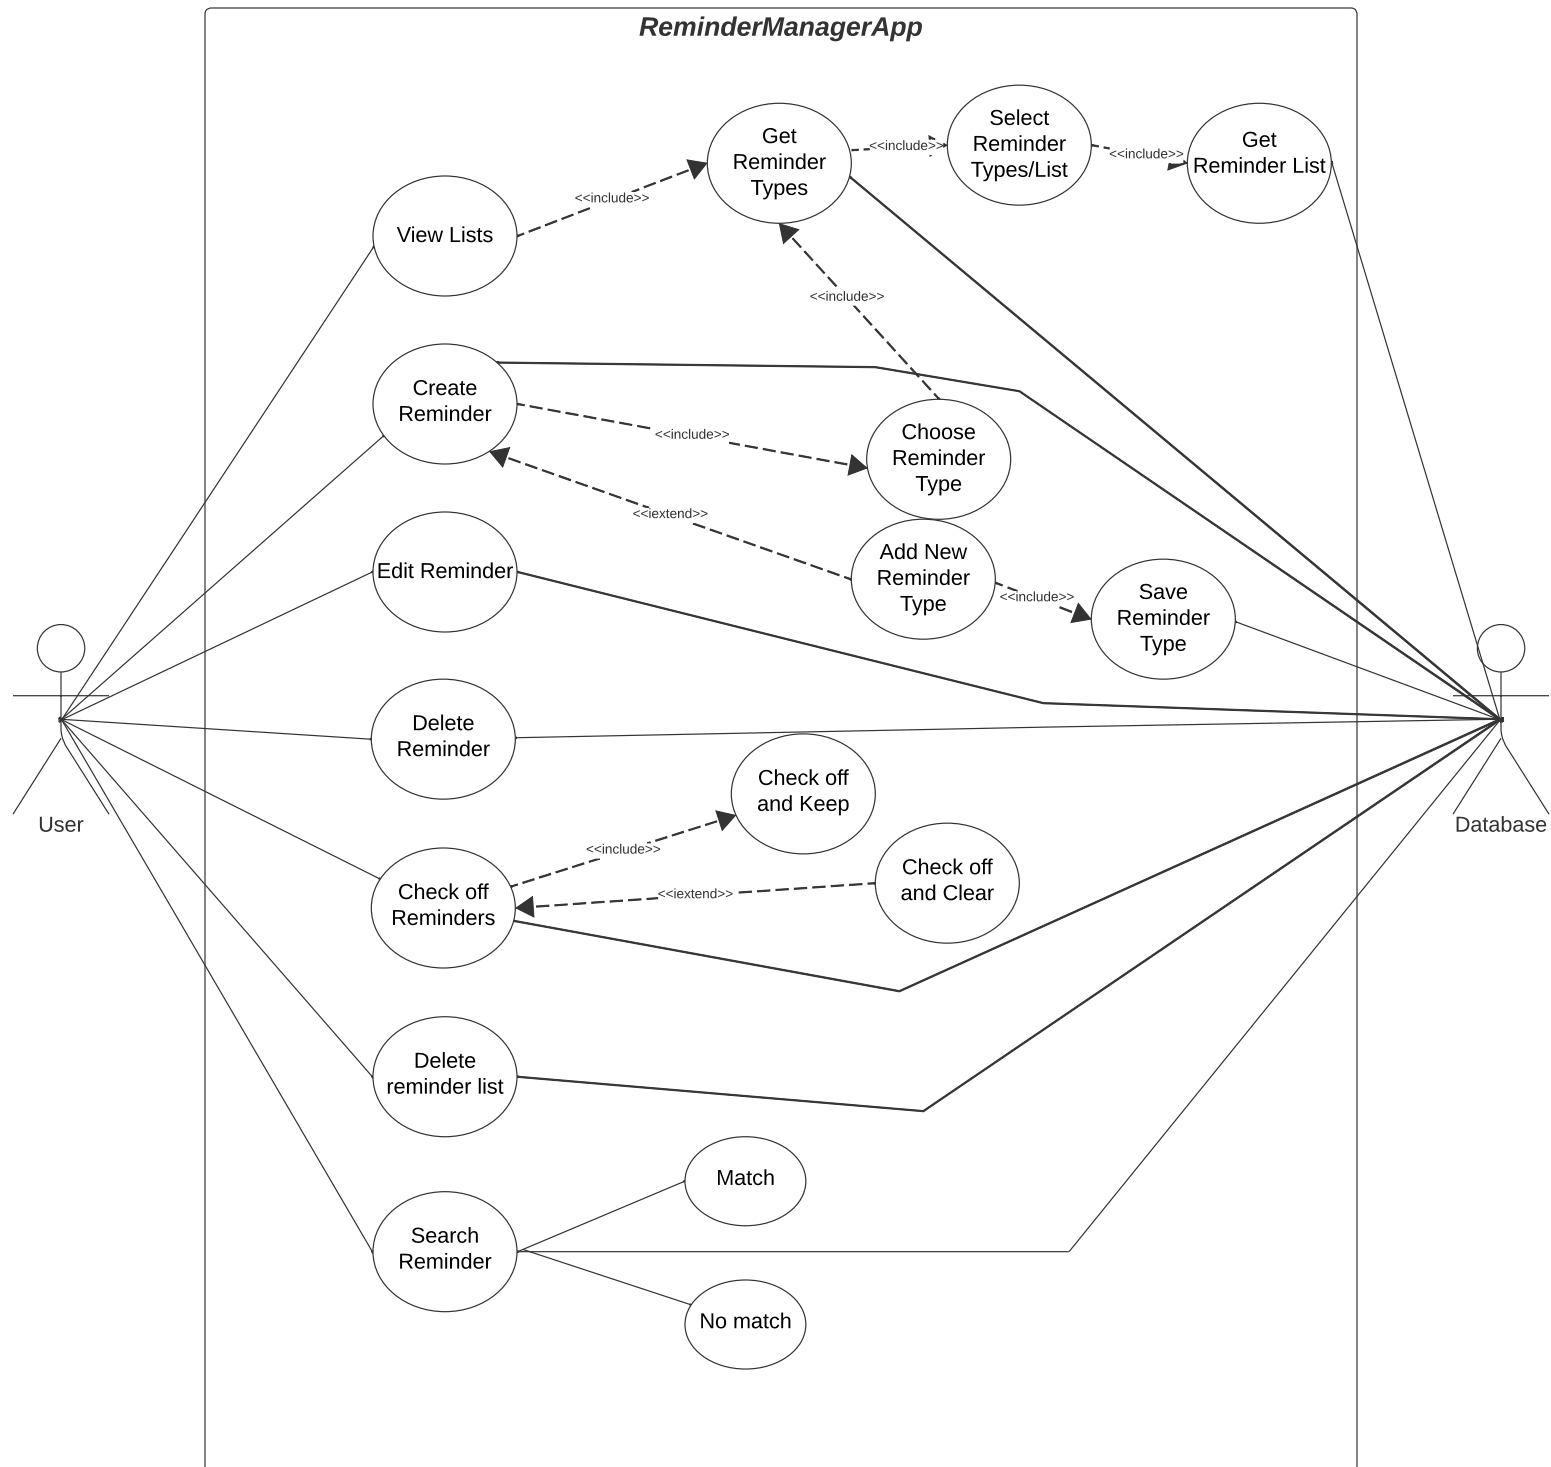 ReminderManagerApp
Get
Reminder
Types
<<include>>
Select
Reminder
Types/List
<<include>>
Get
Reminder List
<<include>>
View Lists
<<include>>
Create
Reminder
<<include>>
Choose
Reminder
Type
<<iextend>>
Edit Reminder
Add New
Reminder
Type
<<include>>
Save
Reminder
Type
Delete
Reminder
User
Database
Check off
and Keep
<<include>>
Check off
Reminders
<<iextend>>
Check off
and Clear
Delete
reminder list
Match
Search
Reminder
No match